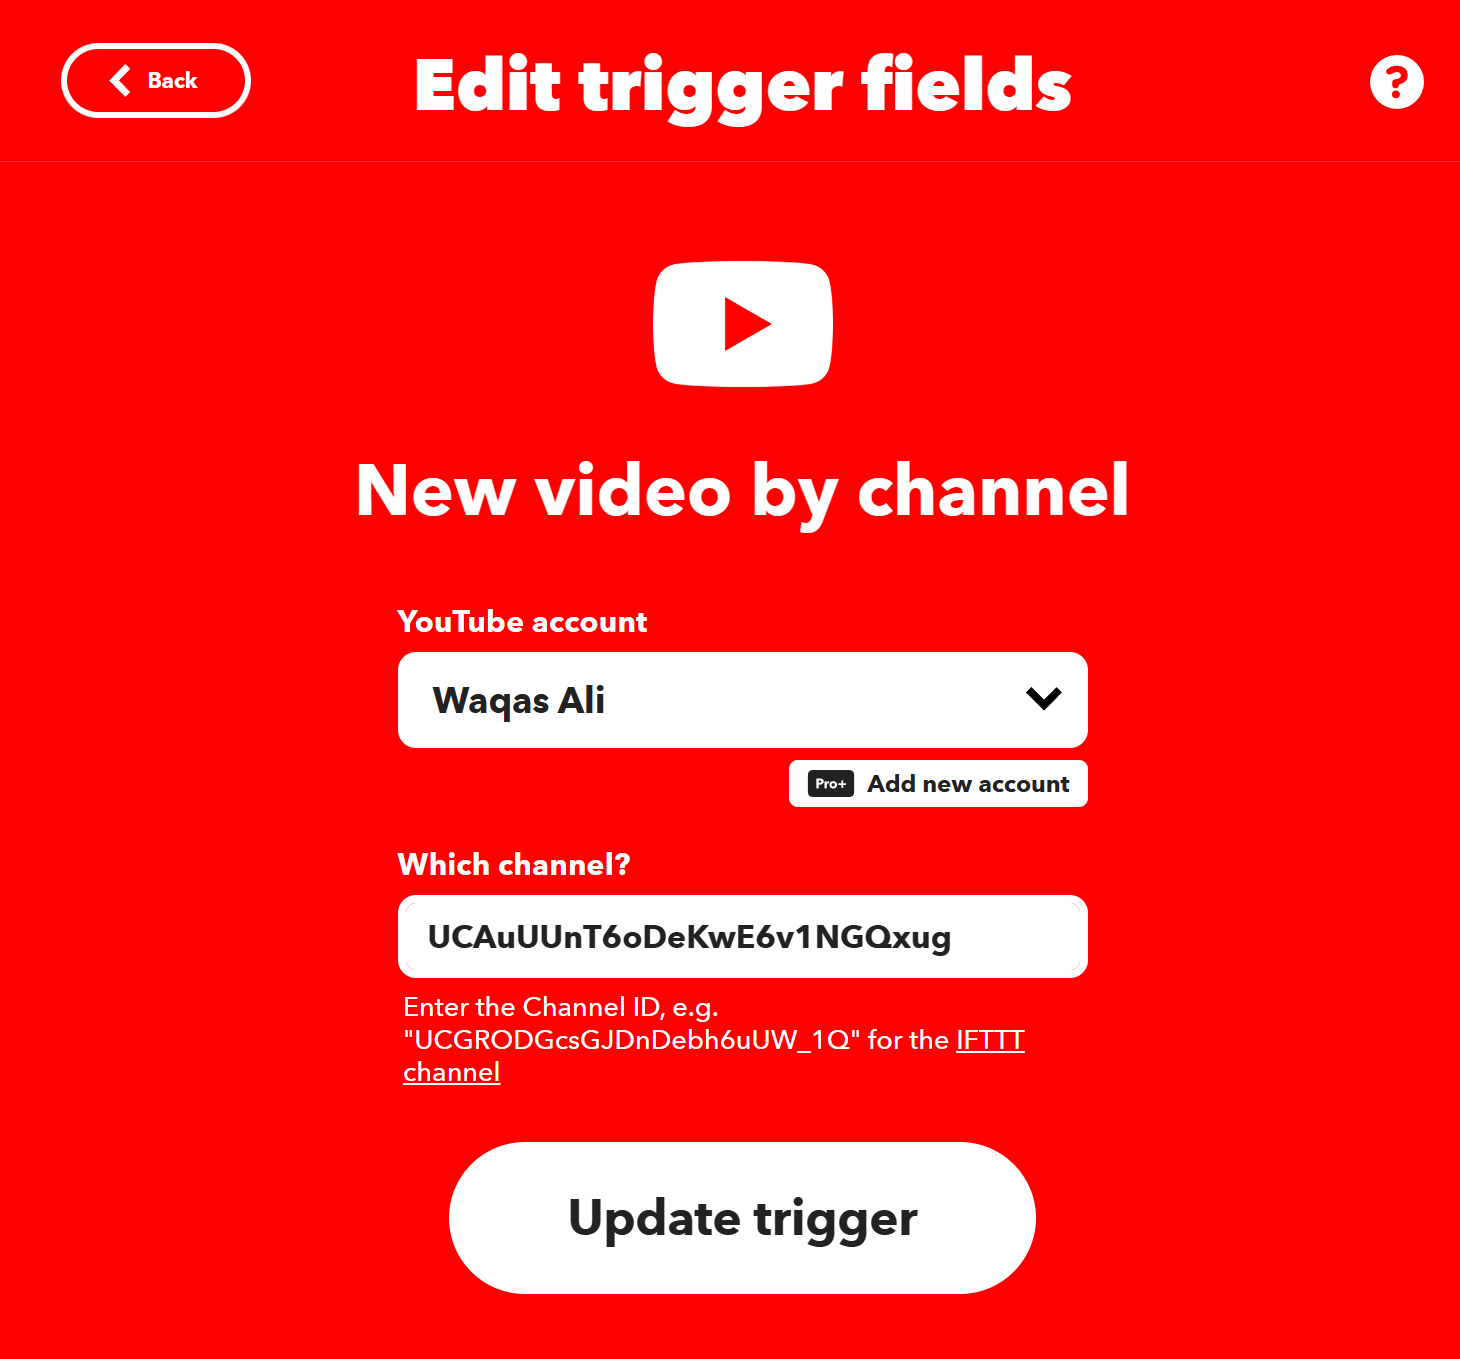 Back
Edit trigger fields
?
New video by channel
YouTube account
Waqas Ali
Pro+ Add new account
Which channel?
UCAuUUnT6oDeKwE6v1NGQxug
Enter the Channel ID, e.g.
"UCGRODGcsGJDnDebh6uUW_1Q" for the IFTTT
channel
Update trigger